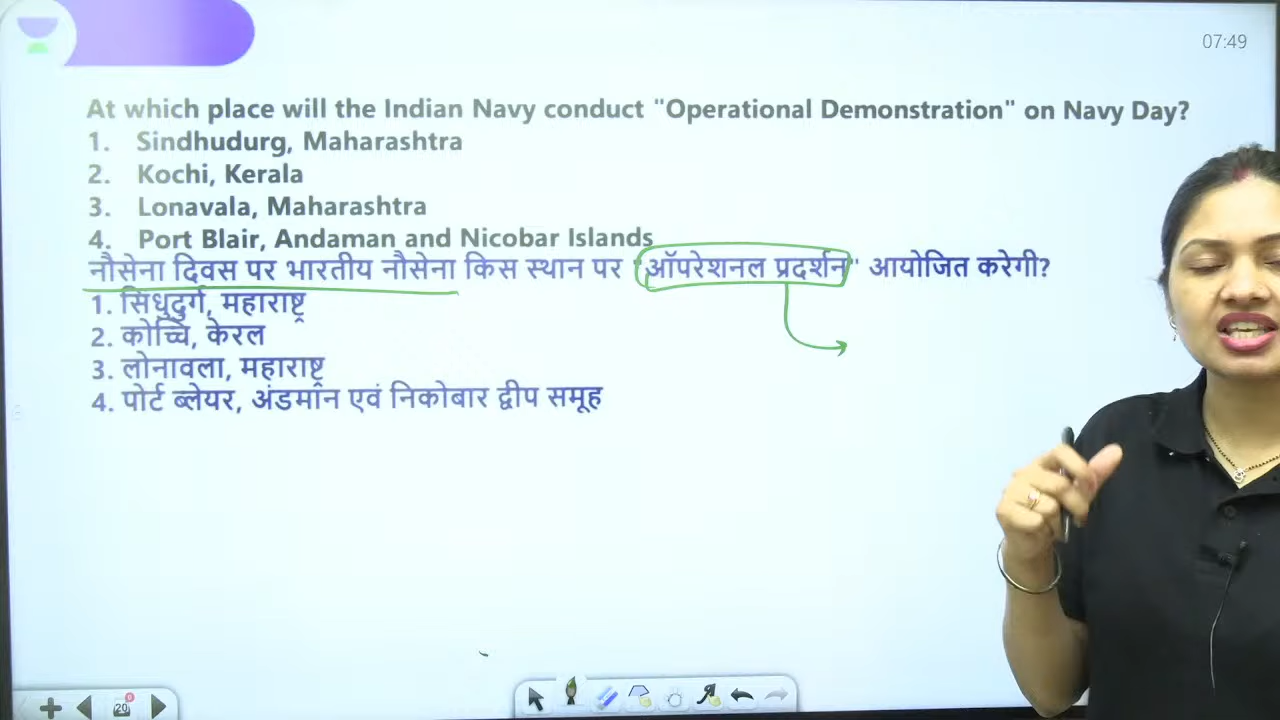 07:49
At which place will the Indian Navy conduct "Operational Demonstration" on Navy Day?
1. Sindhudurg, Maharashtra
2. Kochi, Kerala
3. Lonavala, Maharashtra
4. Port Blair, Andaman and Nicobar Islands
नौसेना दिवस पर भारतीय नौसेना किस स्थान पर "ऑपरेशनल प्रदर्शन" आयोजित करेगी?
1. सिंधुदुर्ग, महाराष्ट्र
2. कोच्चि, केरल
3. लोनावला, महाराष्ट्र
4. पोर्ट ब्लेयर, अंडमान एवं निकोबार द्वीप समूह
20